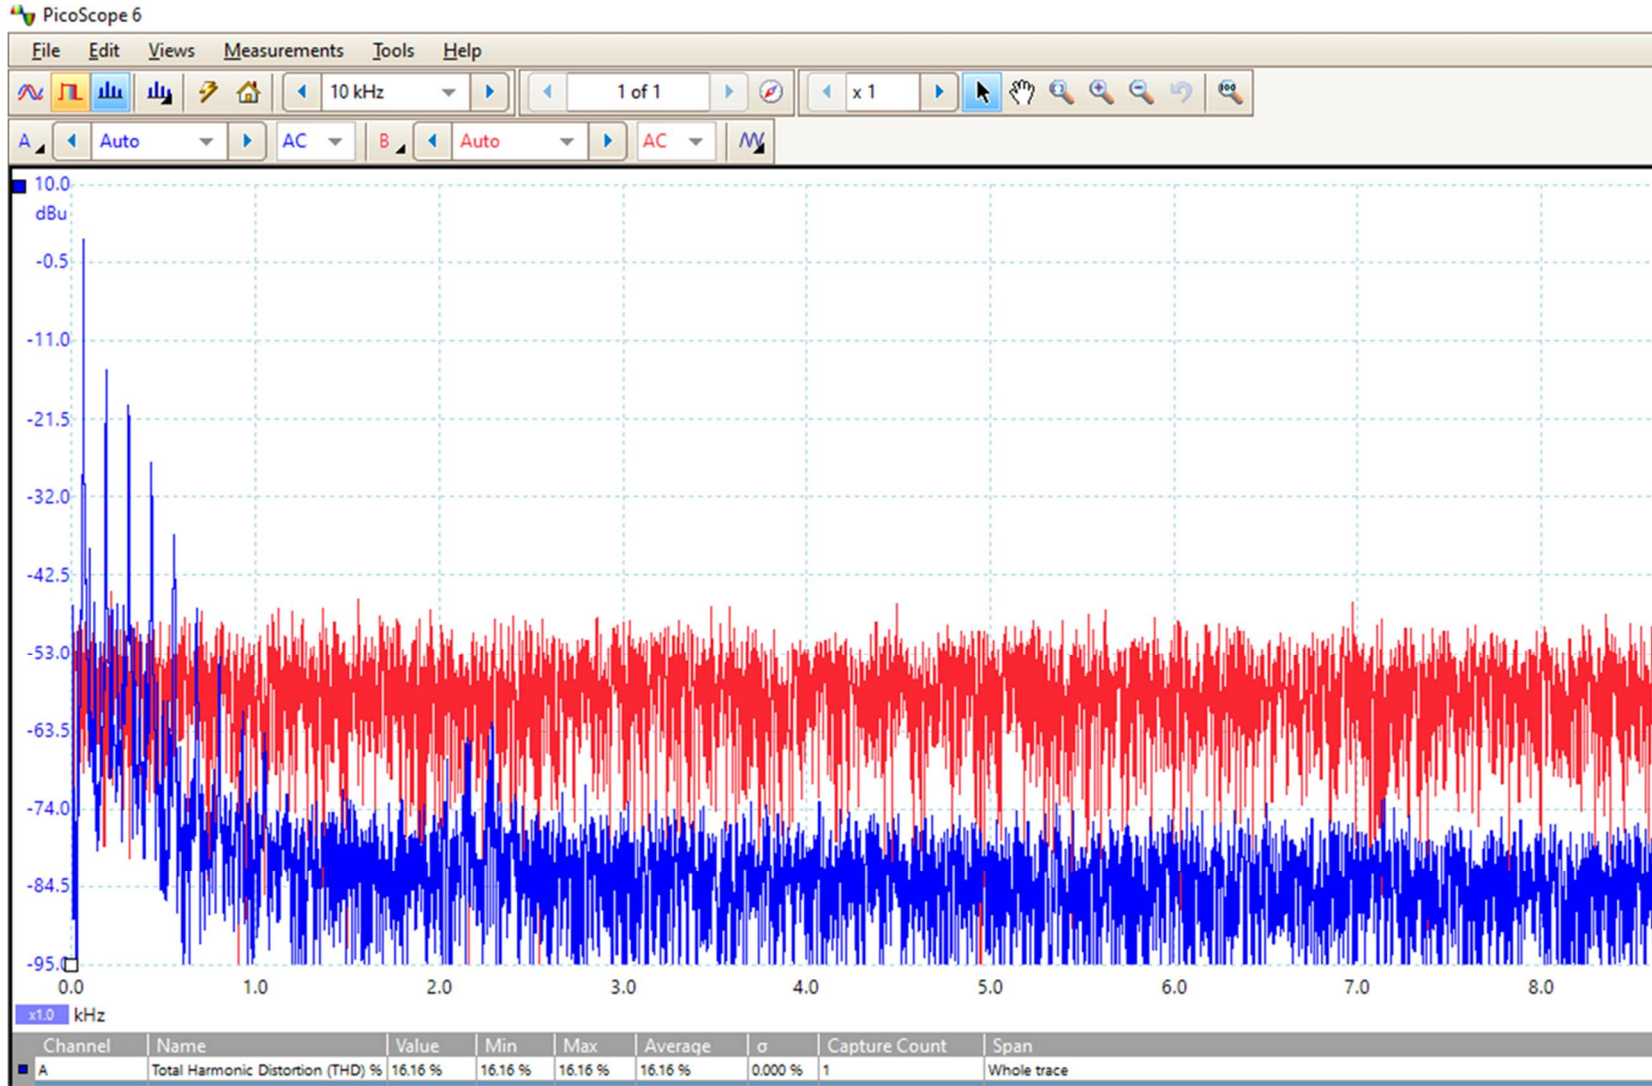 PicoScope 6
File Edit Views Measurements Tools Help
10 kHz 1 of 1 x 1
A Auto AC B Auto AC
10.0
dBu
-0.5
-11.0
-21.5
-32.0
-42.5
-53.0
-63.5
-74.0
-84.5
-95.0
0.0 1.0 2.0 3.0 4.0 5.0 6.0 7.0 8.0
x1.0 kHz
Channel Name Value Min Max Average σ Capture Count Span
A Total Harmonic Distortion (THD) % 16.16 % 16.16 % 16.16 % 16.16 % 0.000 % 1 Whole trace